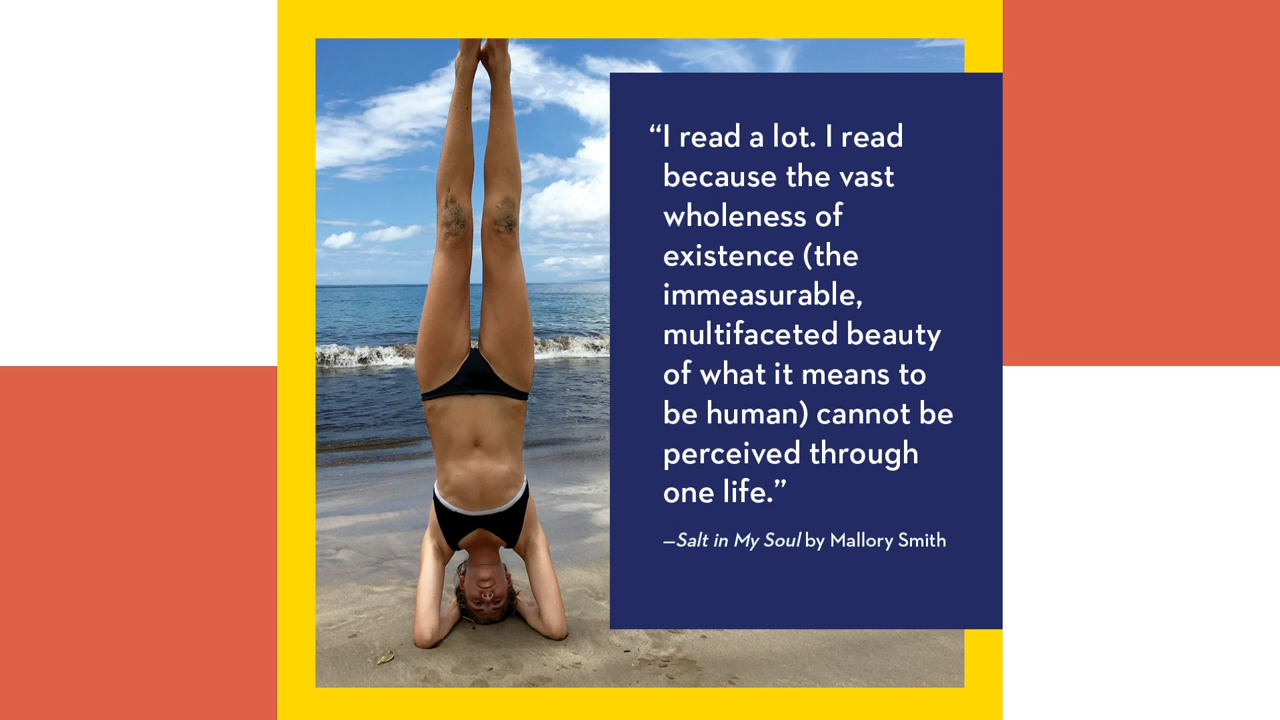 “I read a lot. I read
because the vast
wholeness of
existence (the
immeasurable,
multifaceted beauty
of what it means to
be human) cannot be
perceived through
one life.”
—Salt in My Soul by Mallory Smith